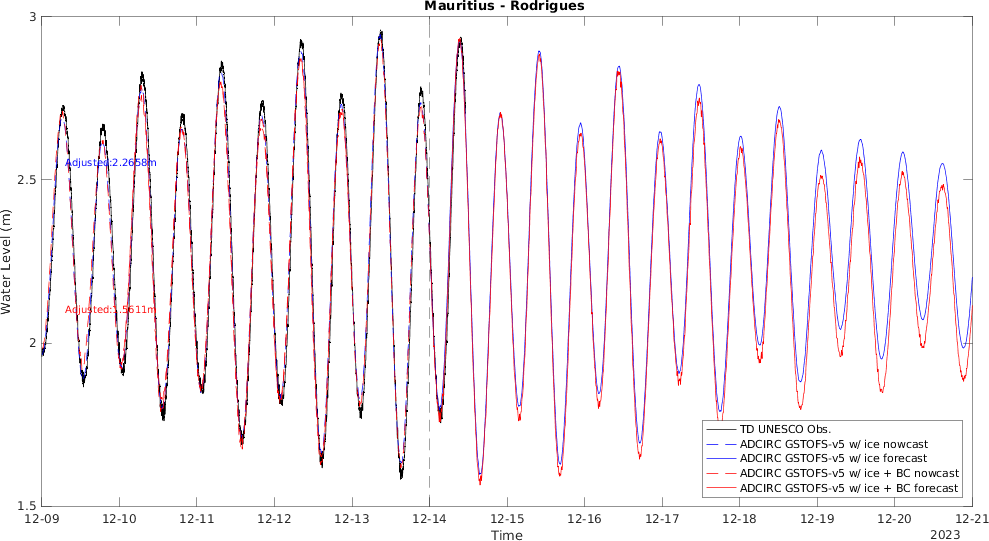 Mauritius - Rodrigues
Water Level (m)
3
2.5
2
1.5
Adjusted:2.2658m
12-09
12-10
12-11
12-12
12-13
12-14
12-15
12-16
12-17
12-18
12-19
12-20
12-21
Time
2023
TD UNESCO Obs.
ADCIRC GSTOFS-v5 w/ ice nowcast
ADCIRC GSTOFS-v5 w/ ice forecast
ADCIRC GSTOFS-v5 w/ ice + BC nowcast
ADCIRC GSTOFS-v5 w/ ice + BC forecast